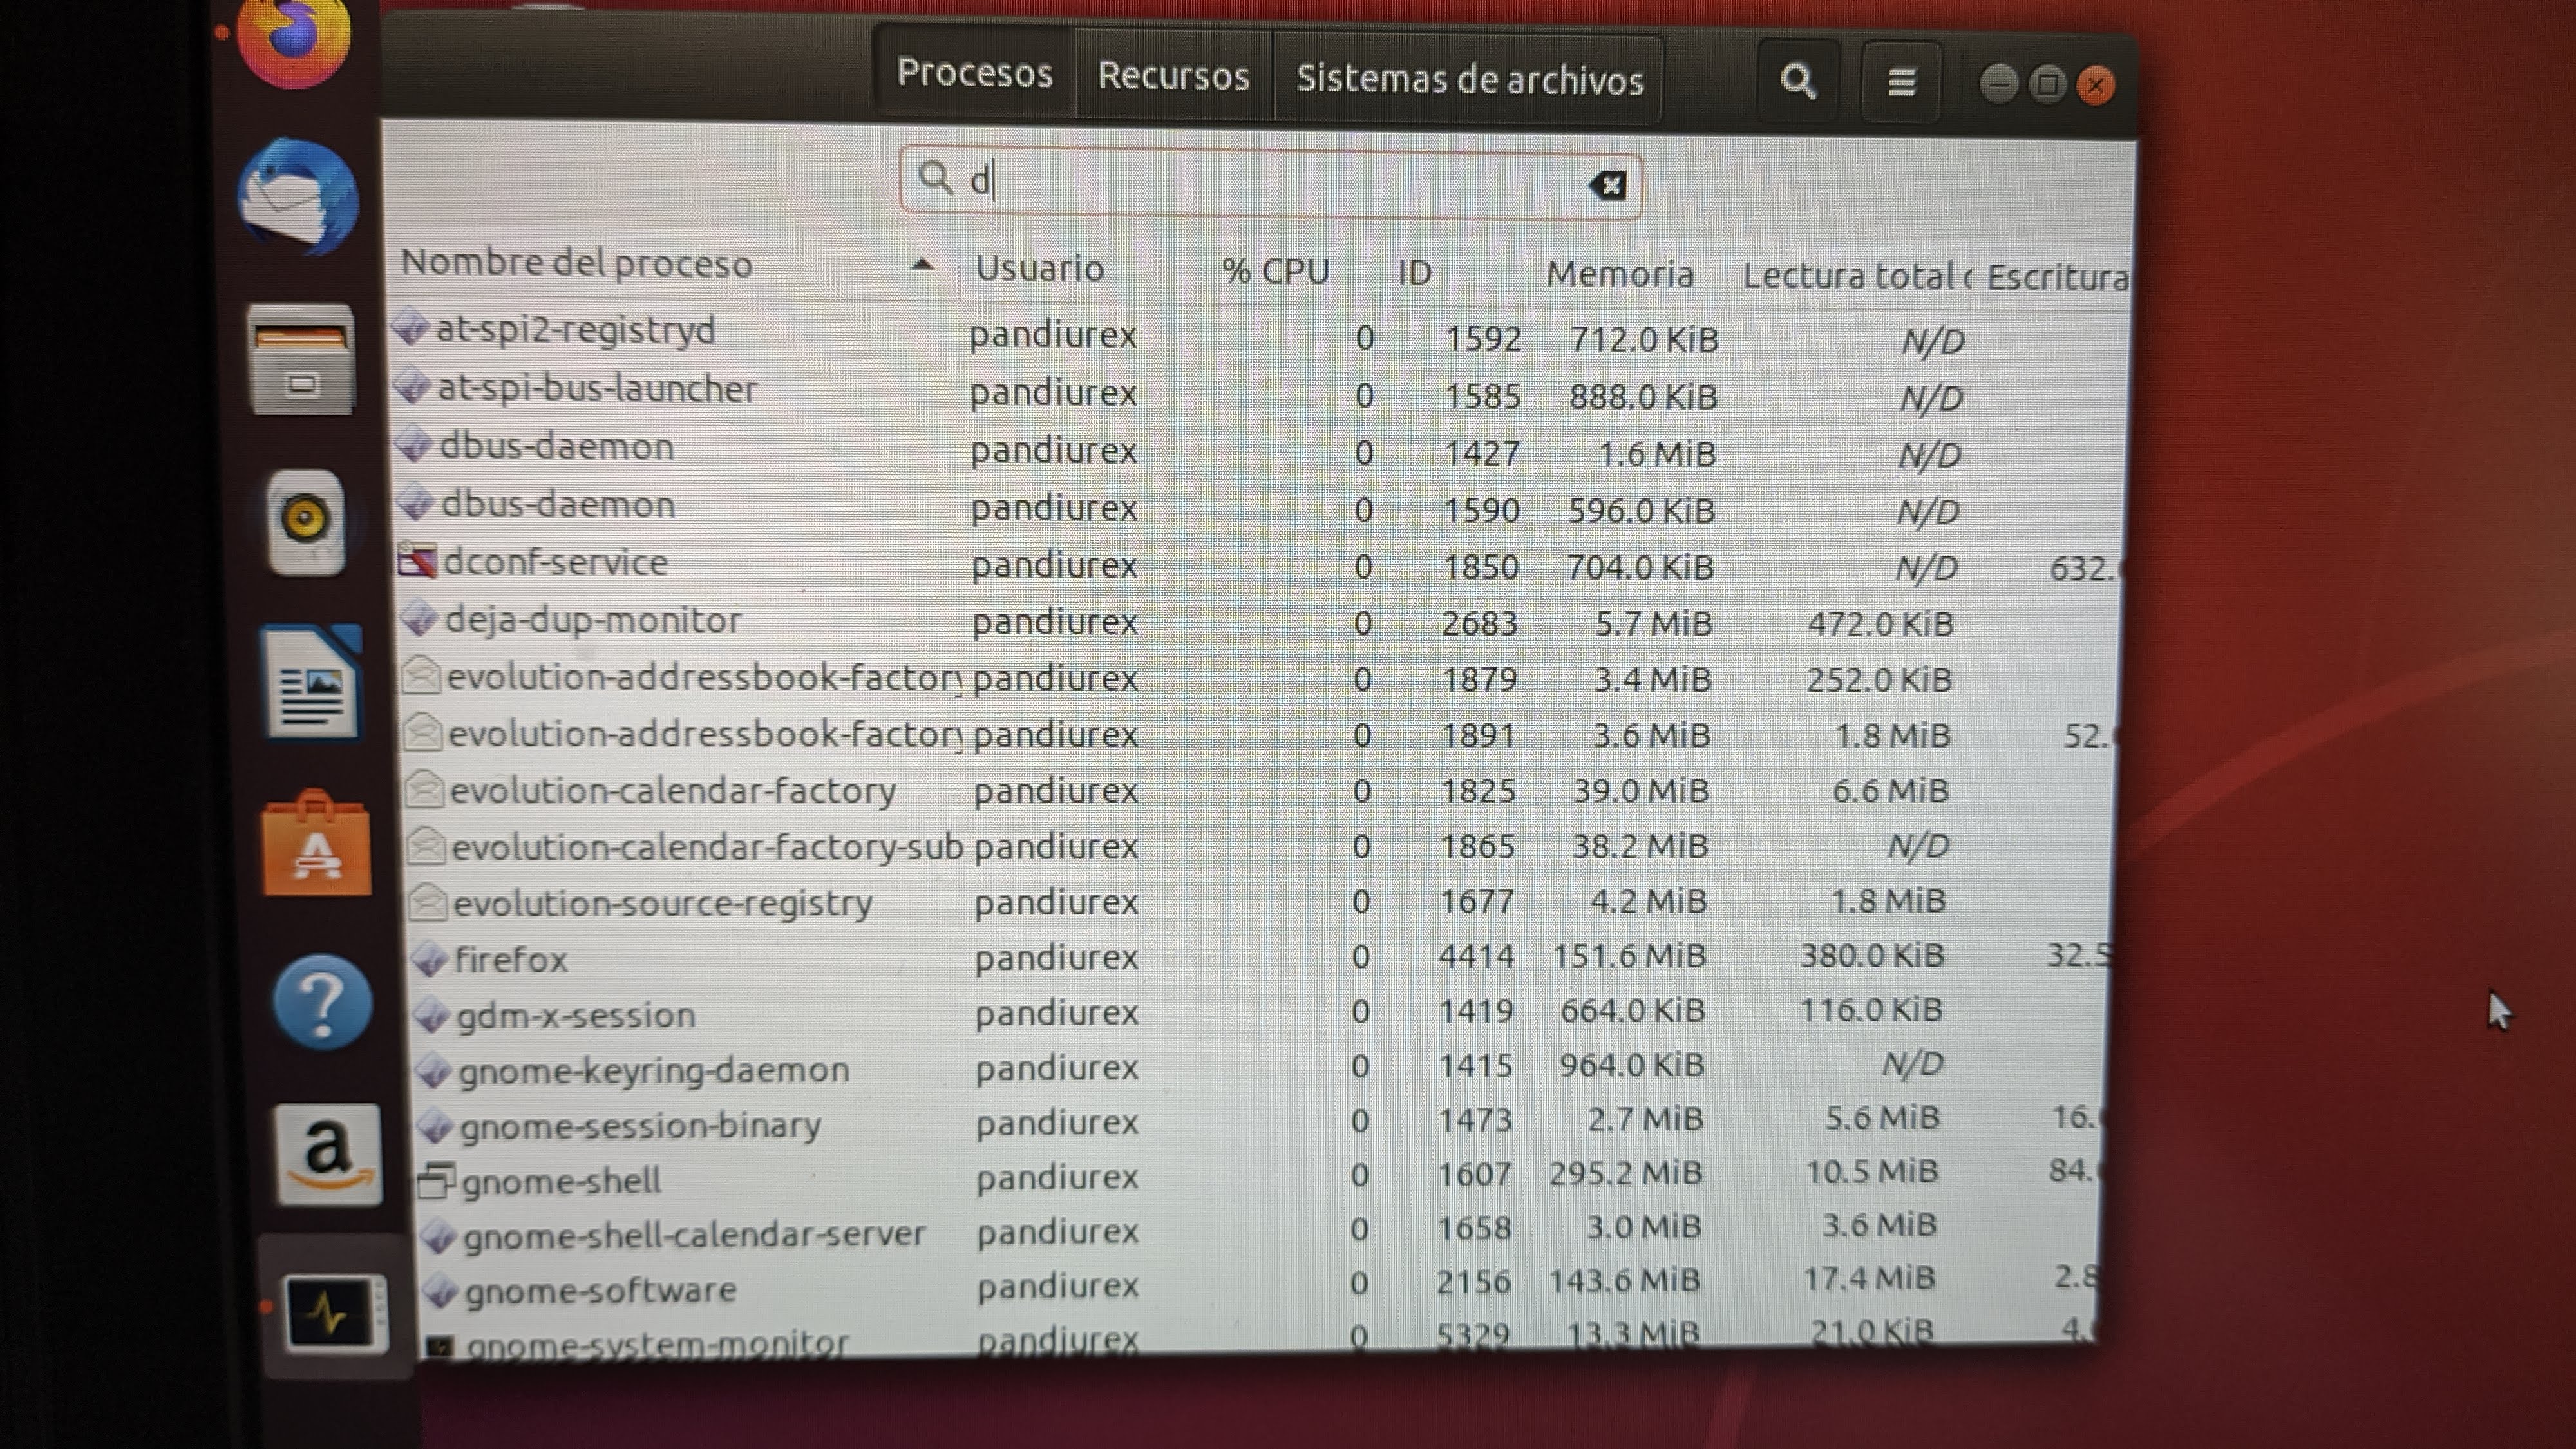 Procesos Recursos Sistemas de archivos
d
Nombre del proceso Usuario % CPU ID Memoria Lectura total Escritura
at-spi2-registryd pandiurex 0 1592 712.0 KiB N/D
at-spi-bus-launcher pandiurex 0 1585 888.0 KiB N/D
dbus-daemon pandiurex 0 1427 1.6 MiB N/D
dbus-daemon pandiurex 0 1590 596.0 KiB N/D
dconf-service pandiurex 0 1850 704.0 KiB N/D 632.
deja-dup-monitor pandiurex 0 2683 5.7 MiB 472.0 KiB
evolution-addressbook-factory pandiurex 0 1879 3.4 MiB 252.0 KiB
evolution-addressbook-factory pandiurex 0 1891 3.6 MiB 1.8 MiB 52.
evolution-calendar-factory pandiurex 0 1825 39.0 MiB 6.6 MiB
evolution-calendar-factory-sub pandiurex 0 1865 38.2 MiB N/D
evolution-source-registry pandiurex 0 1677 4.2 MiB 1.8 MiB
firefox pandiurex 0 4414 151.6 MiB 380.0 KiB 32.5
gdm-x-session pandiurex 0 1419 664.0 KiB 116.0 KiB
gnome-keyring-daemon pandiurex 0 1415 964.0 KiB N/D
gnome-session-binary pandiurex 0 1473 2.7 MiB 5.6 MiB 16.
gnome-shell pandiurex 0 1607 295.2 MiB 10.5 MiB 84.
gnome-shell-calendar-server pandiurex 0 1658 3.0 MiB 3.6 MiB
gnome-software pandiurex 0 2156 143.6 MiB 17.4 MiB 2.8
gnome-system-monitor pandiurex 0 5329 13.3 MiB 21.0 KiB 4.